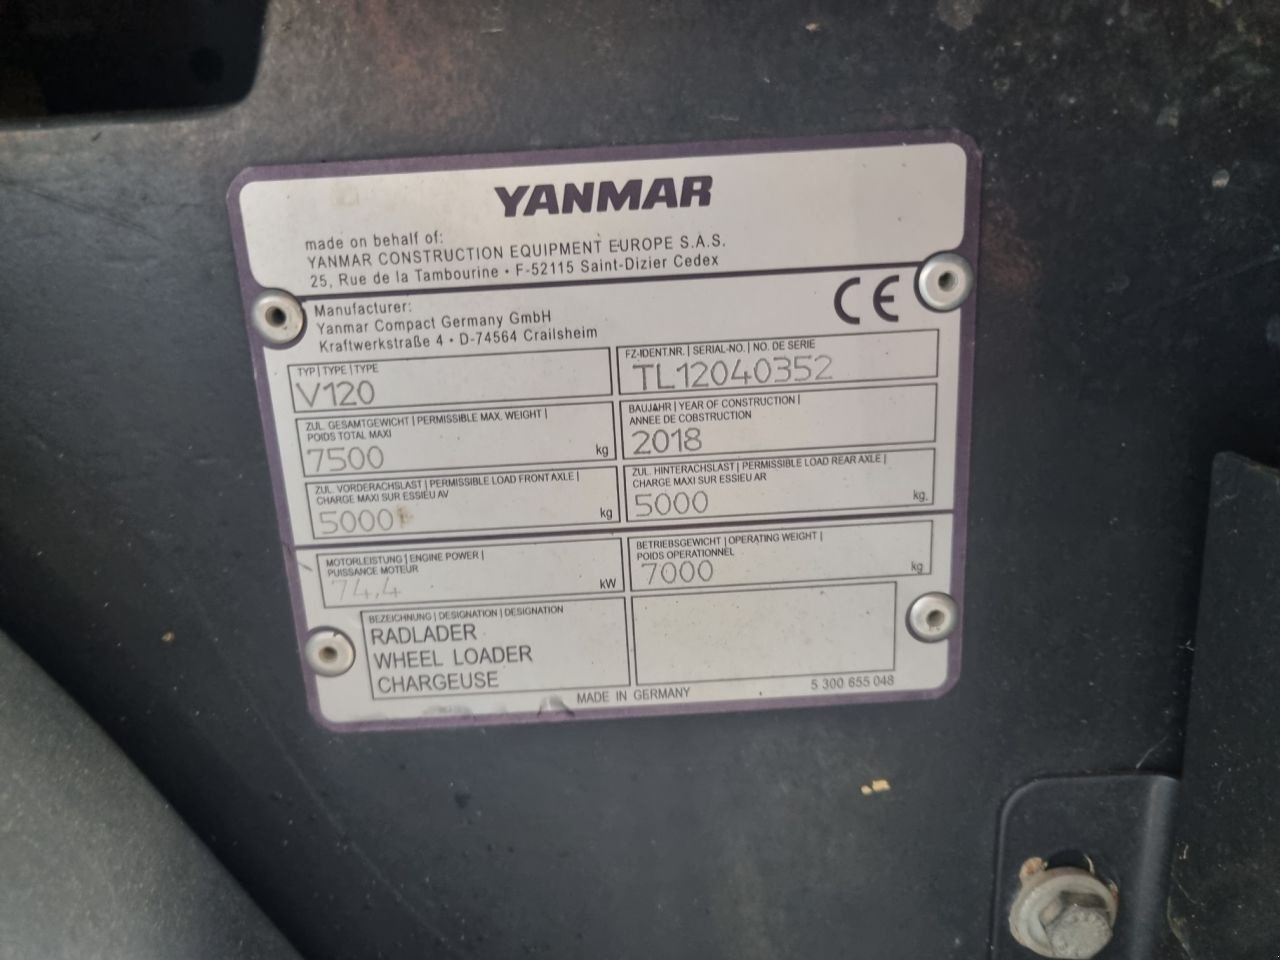 YANMAR
made on behalf of:
YANMAR CONSTRUCTION EQUIPMENT EUROPE S.A.S.
25, Rue de la Tambourine · F-52115 Saint-Dizier Cedex
Manufacturer:
Yanmar Compact Germany GmbH
Kraftwerkstraße 4 · D-74564 Crailsheim
CE
TYP | TYPE | TYPE
V120
FZ-IDENT.NR. | SERIAL-NO. | NO. DE SERIE
TL12040352
ZUL. GESAMTGEWICHT | PERMISSIBLE MAX. WEIGHT |
POIDS TOTAL MAXI
7500 kg
BAUJAHR | YEAR OF CONSTRUCTION |
ANNEE DE COBSTRUCTION
2018
ZUL. VORDERACHSLAST | PERMISSIBLE LOAD FRONT AXLE |
CHARGE MAXI SUR ESSIEU AV
5000 kg
ZUL. HINTERACHSLAST | PERMISSIBLE LOAD REAR AXLE |
CHARGE MAXI SUR ESSIEU AR
5000 kg.
MOTORLEISTUNG | ENGINE POWER |
PUISSANCE MOTEUR
74,4 kW
BETRIEBSGEWICHT | OPERATING WEIGHT |
POIDS OPERATIONNEL
7000 kg
BEZEICHNUNG | DESIGNATION | DESIGNATION
RADLADER
WHEEL LOADER
CHARGEUSE
MADE IN GERMANY
5 300 655 048